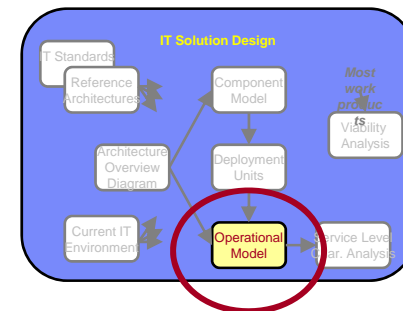 IT Solution Design
IT Standards
Reference
Architectures
Component
Model
Most
work
produc
ts
Viability
Analysis
Architecture
Overview
Diagram
Deployment
Units
Current IT
Environment
Operational
Model
Service Level
Char. Analysis